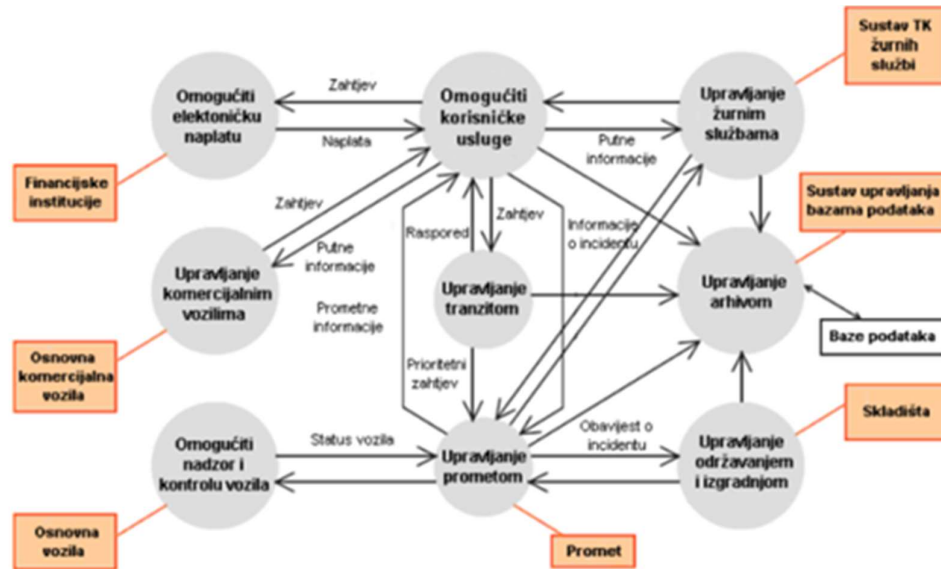 Sustav TK
žurnih
službi
Zahtjev
Omogućiti
elektoničku
naplatu
Omogućiti
korisničke
usluge
Upravljanje
žurnim
službama
Naplata
Putne
informacije
Financijske
institucije
Zahtjev
Sustav upravljanja
bazama podataka
Raspored
Zahtjev
Informacije
o incidentu
Putne
informacije
Upravljanje
komercijalnim
vozilima
Upravljanje
tranzitom
Upravljanje
arhivom
Prometne
informacije
Baze podataka
Osnovna
komercijalna
vozila
Prioritetni
zahtjev
Skladišta
Omogućiti
nadzor i
kontrolu vozila
Status vozila
Upravljanje
prometom
Obavijest o
incidentu
Upravljanje
održavanjem
i izgradnjom
Osnovna
vozila
Promet